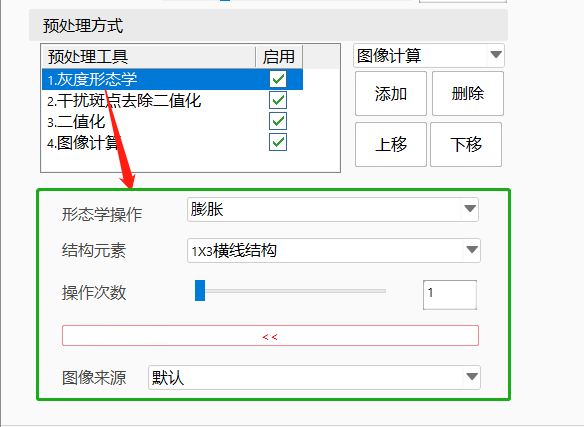 预处理方式
预处理工具 启用 图像计算
1.灰度形态学
2.干扰斑点去除二值化 添加 删除
3.二值化
4.图像计算 上移 下移
形态学操作 膨胀
结构元素 1X3横线结构
操作次数 1
<<
图像来源 默认